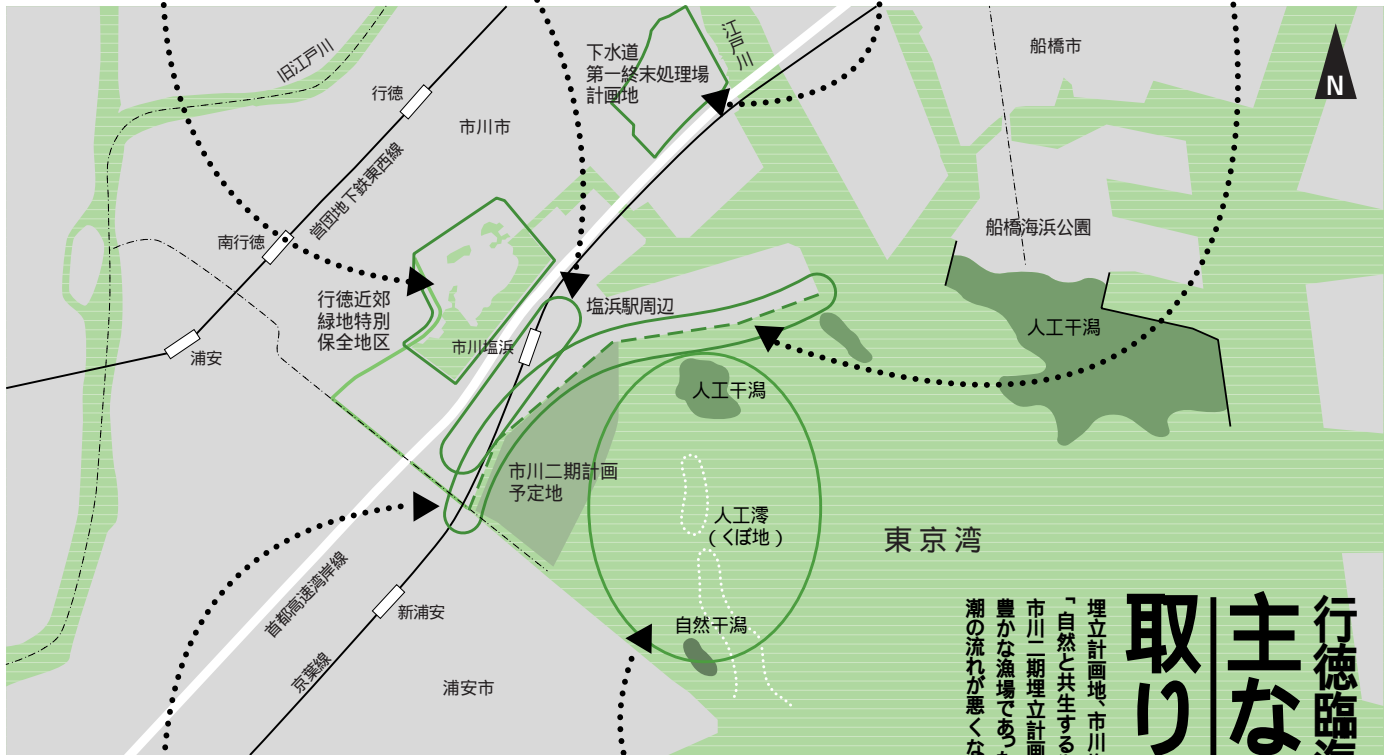 旧江戸川
行徳
市川市
営団地下鉄東西線
南行徳
浦安
下水道
第一終末処理場
計画地
江戸川
船橋市
N
船橋海浜公園
人工干潟
行徳近郊
緑地特別
保全地区
市川塩浜
塩浜駅周辺
人工干潟
市川二期計画
予定地
人工澪
（くぼ地）
東京湾
自然干潟
首都高速湾岸線
新浦安
京葉線
浦安市
行徳臨海
主な
取り
埋立計画地、市川
「自然と共生する
市川二期埋立計画
豊かな漁場であっ
潮の流れが悪くな